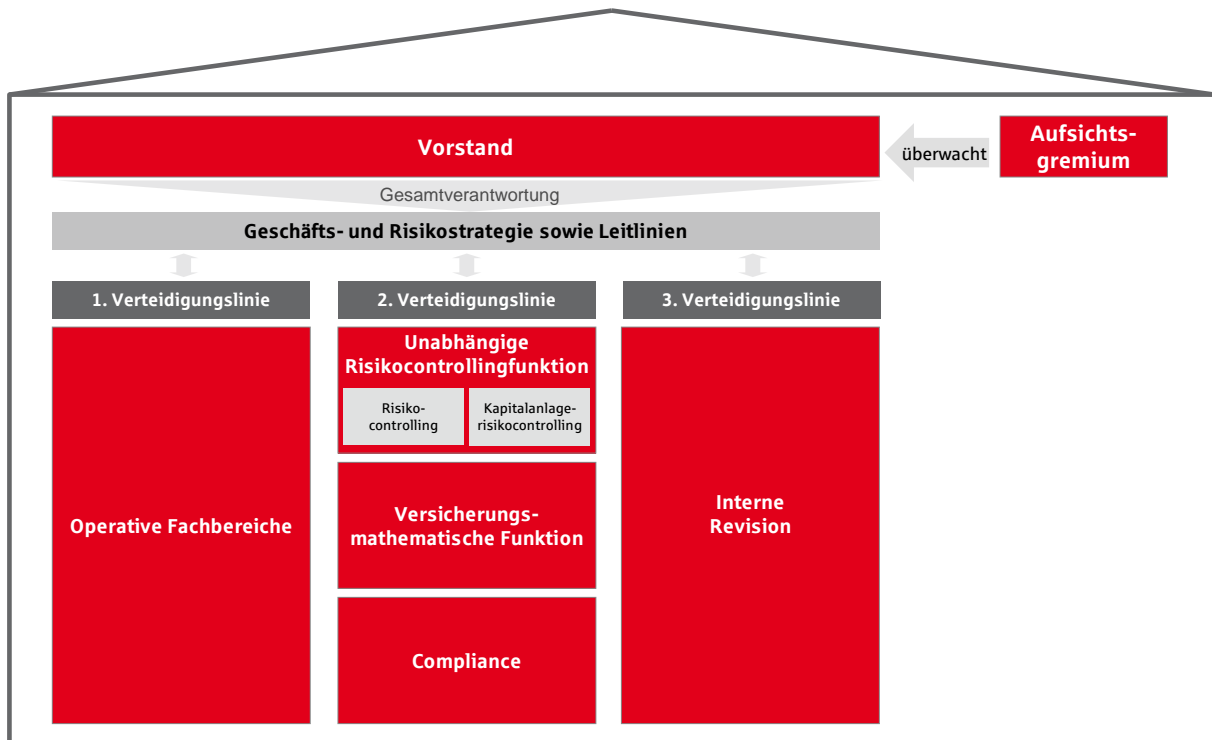 Vorstand
überwacht
Aufsichts-
gremium
Gesamtverantwortung
Geschäfts- und Risikostrategie sowie Leitlinien
1. Verteidigungslinie
2. Verteidigungslinie
3. Verteidigungslinie
Operative Fachbereiche
Unabhängige
Risikocontrollingfunktion
Risiko-
controlling
Kapitalanlage-
risikocontrolling
Versicherungs-
mathematische Funktion
Compliance
Interne
Revision